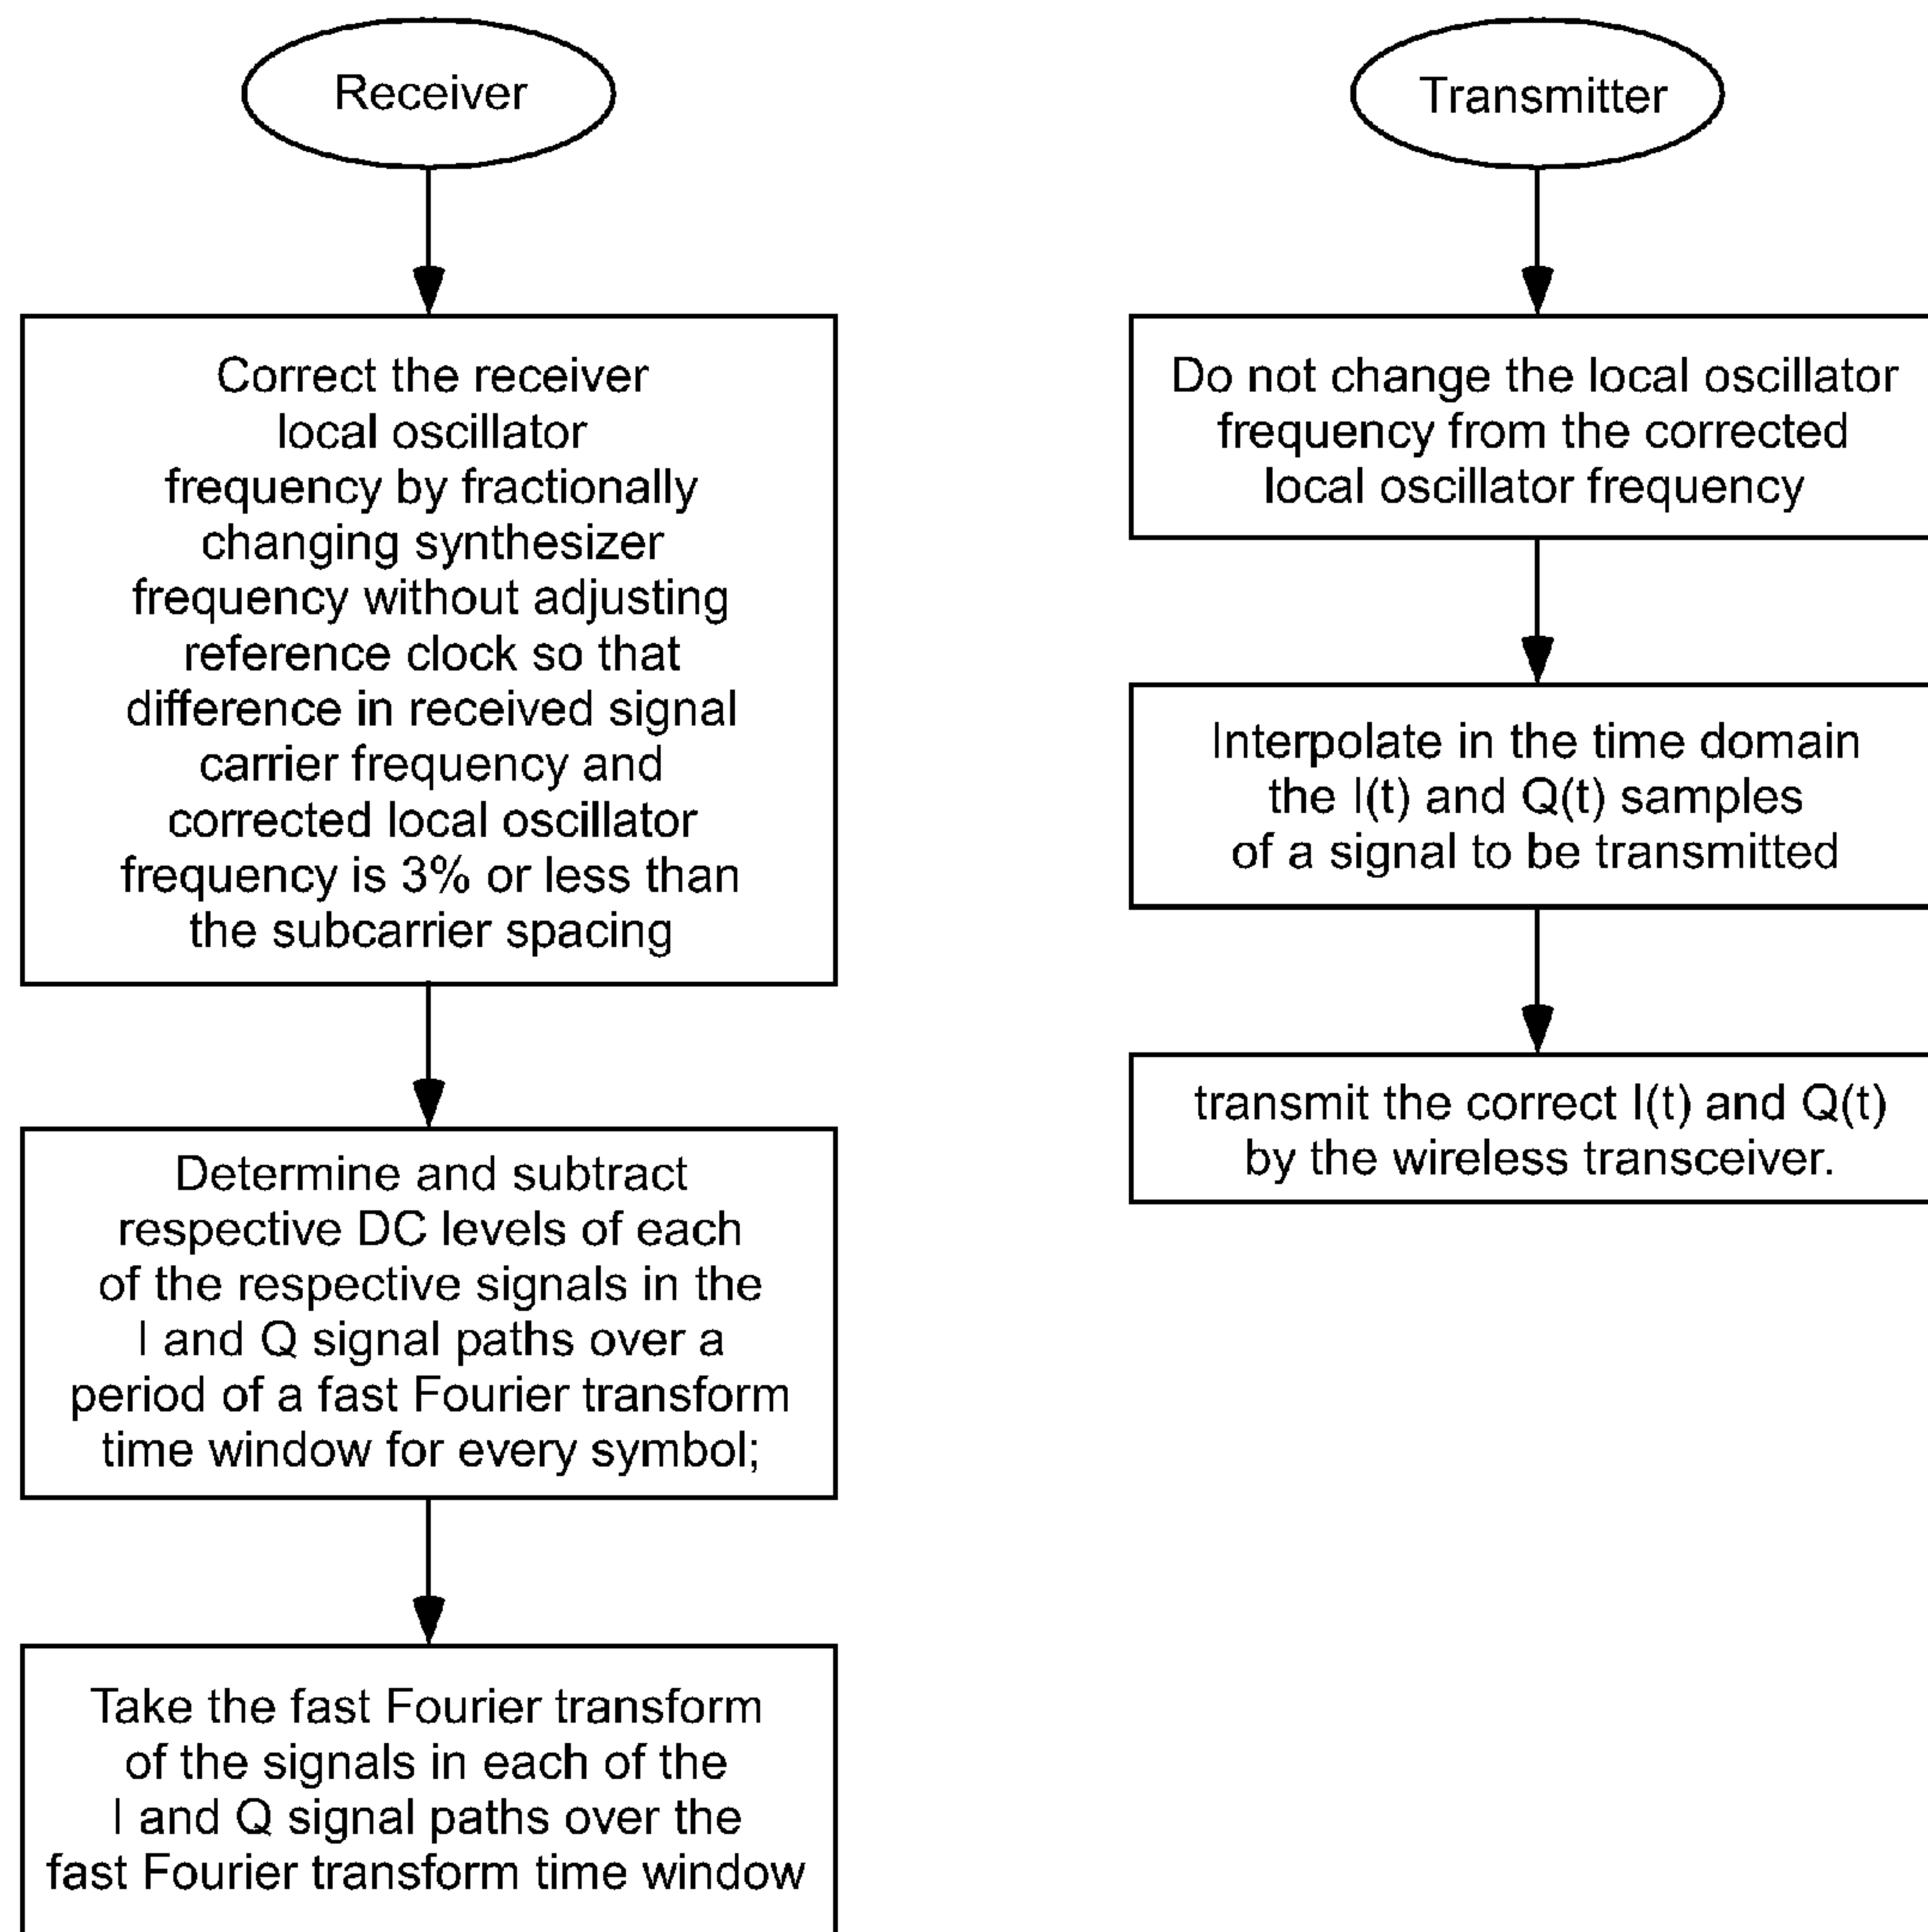 Receiver
Correct the receiver
local oscillator
frequency by fractionally
changing synthesizer
frequency without adjusting
reference clock so that
difference in received signal
carrier frequency and
corrected local oscillator
frequency is 3% or less than
the subcarrier spacing
Determine and subtract
respective DC levels of each
of the respective signals in the
I and Q signal paths over a
period of a fast Fourier transform
time window for every symbol;
Take the fast Fourier transform
of the signals in each of the
I and Q signal paths over the
fast Fourier transform time window
Transmitter
Do not change the local oscillator
frequency from the corrected
local oscillator frequency
Interpolate in the time domain
the I(t) and Q(t) samples
of a signal to be transmitted
transmit the correct I(t) and Q(t)
by the wireless transceiver.